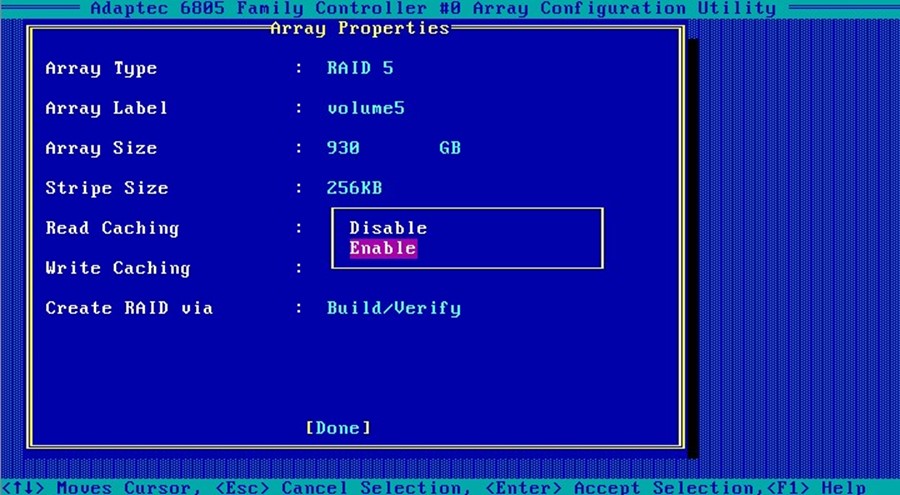 Adaptec 6805 Family Controller #0 Array Configuration Utility
Array Properties
Array Type : RAID 5
Array Label : volume5
Array Size : 930 GB
Stripe Size : 256KB
Read Caching : Disable
Enable
Write Caching :
Create RAID via : Build/Verify
[Done]
<↑↓> Moves Cursor, <Esc> Cancel Selection, <Enter> Accept Selection,<F1> Help